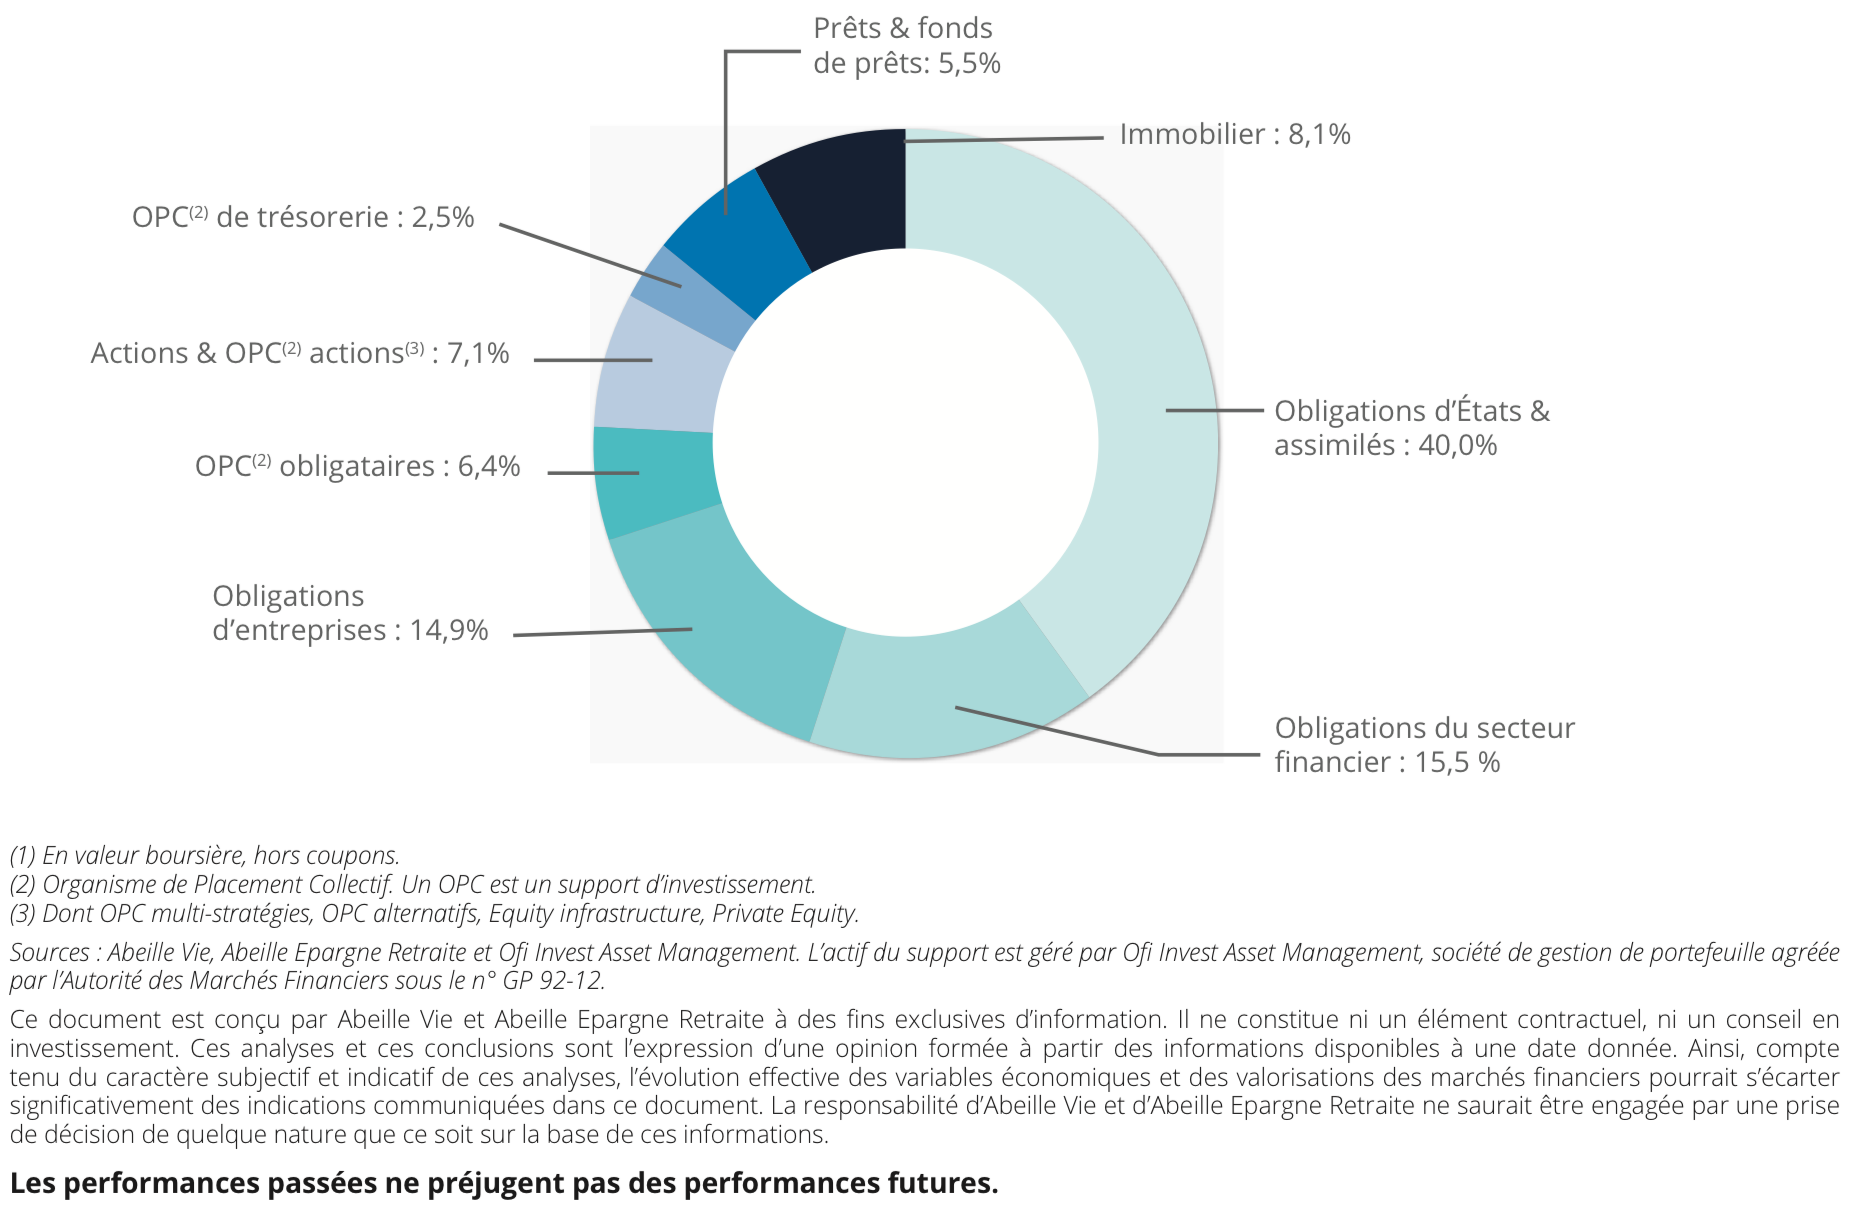 Prêts & fonds
de prêts: 5,5%
Immobilier : 8,1%
OPC(2) de trésorerie : 2,5%
Actions & OPC(2) actions(3) : 7,1%
Obligations d’États &
assimilés : 40,0%
OPC(2) obligataires : 6,4%
Obligations
d’entreprises : 14,9%
Obligations du secteur
financier : 15,5 %
(1) En valeur boursière, hors coupons.
(2) Organisme de Placement Collectif. Un OPC est un support d’investissement.
(3) Dont OPC multi-stratégies, OPC alternatifs, Equity infrastructure, Private Equity.
Sources : Abeille Vie, Abeille Epargne Retraite et Ofi Invest Asset Management. L’actif du support est géré par Ofi Invest Asset Management, société de gestion de portefeuille agréée
par l’Autorité des Marchés Financiers sous le n° GP 92-12.
Ce document est conçu par Abeille Vie et Abeille Epargne Retraite à des fins exclusives d’information. Il ne constitue ni un élément contractuel, ni un conseil en
investissement. Ces analyses et ces conclusions sont l’expression d’une opinion formée à partir des informations disponibles à une date donnée. Ainsi, compte
tenu du caractère subjectif et indicatif de ces analyses, l’évolution effective des variables économiques et des valorisations des marchés financiers pourrait s’écarter
significativement des indications communiquées dans ce document. La responsabilité d’Abeille Vie et d’Abeille Epargne Retraite ne saurait être engagée par une prise
de décision de quelque nature que ce soit sur la base de ces informations.
Les performances passées ne préjugent pas des performances futures.